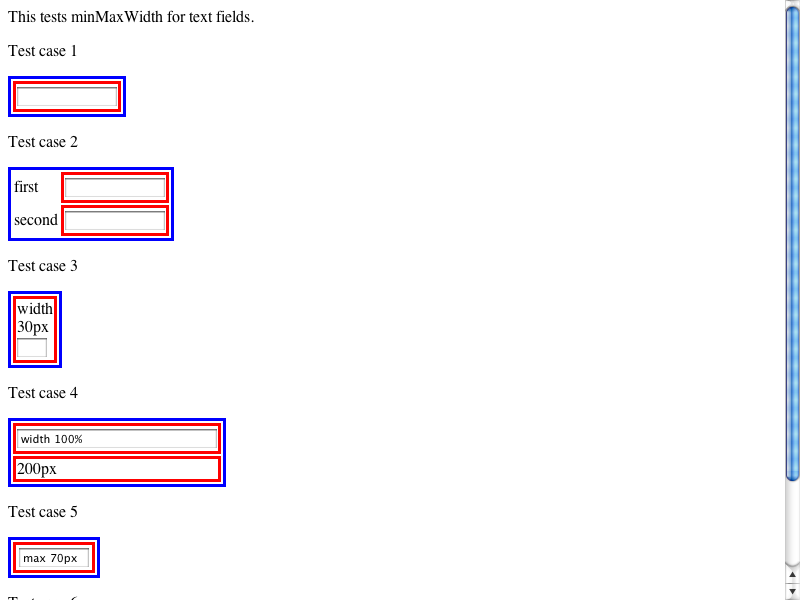 This tests minMaxWidth for text fields.
Test case 1
Test case 2
first
second
Test case 3
width
30px
Test case 4
width 100%
200px
Test case 5
max 70px